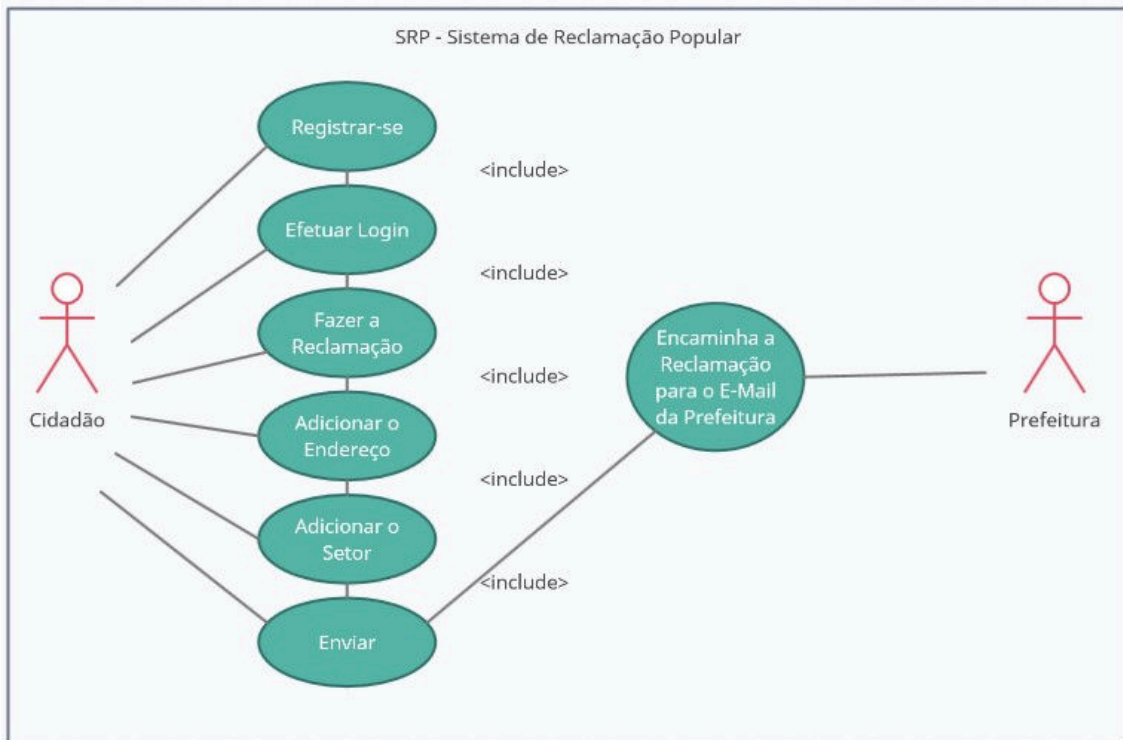 SRP - Sistema de Reclamação Popular
Registrar-se
<include>
Efetuar Login
<include>
Fazer a
Reclamação
<include>
Adicionar o
Endereço
<include>
Adicionar o
Setor
<include>
Enviar
Cidadão
Encaminha a
Reclamação
para o E-Mail
da Prefeitura
Prefeitura